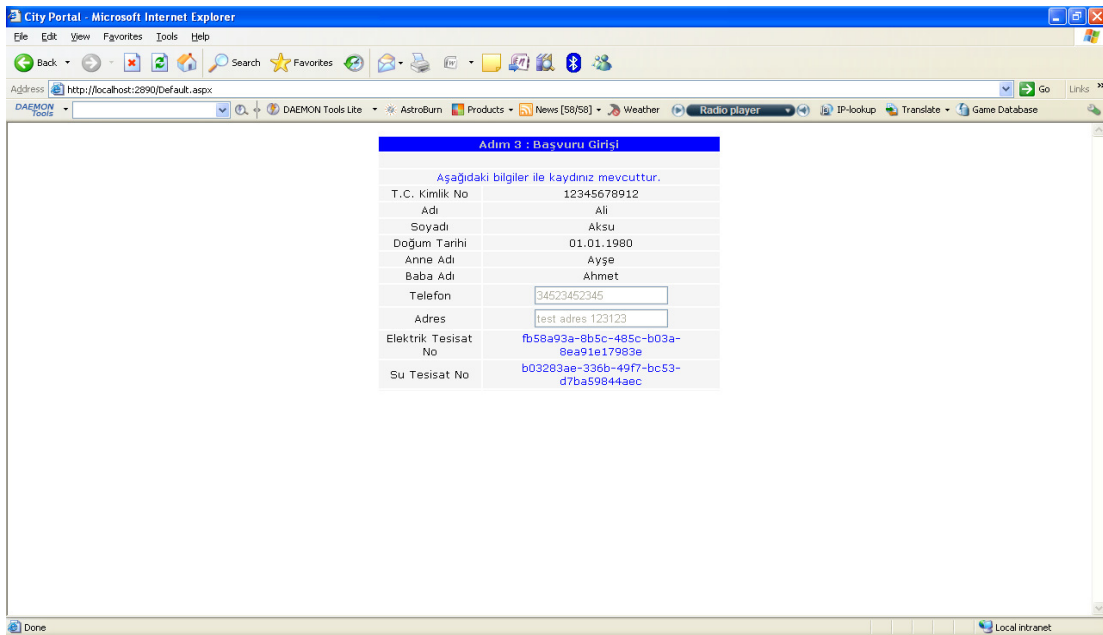 City Portal - Microsoft Internet Explorer
File Edit View Favorites Tools Help
Back Search Favorites
Address http://localhost:2890/Default.aspx Go Links »
DAEMON Tools DAEMON Tools Lite AstroBurn Products News [58/58] Weather Radio player IP-lookup Translate Game Database
Adım 3 : Başvuru Girişi
Aşağıdaki bilgiler ile kaydınız mevcuttur.
T.C. Kimlik No 12345678912
Adı Ali
Soyadı Aksu
Doğum Tarihi 01.01.1980
Anne Adı Ayşe
Baba Adı Ahmet
Telefon 34523452345
Adres test adres 123123
Elektrik Tesisat No fb58a93a-8b5c-485c-b03a-
8ea91e17983e
Su Tesisat No b03283ae-336b-49f7-bc53-
d7ba59844aec
Done Local intranet